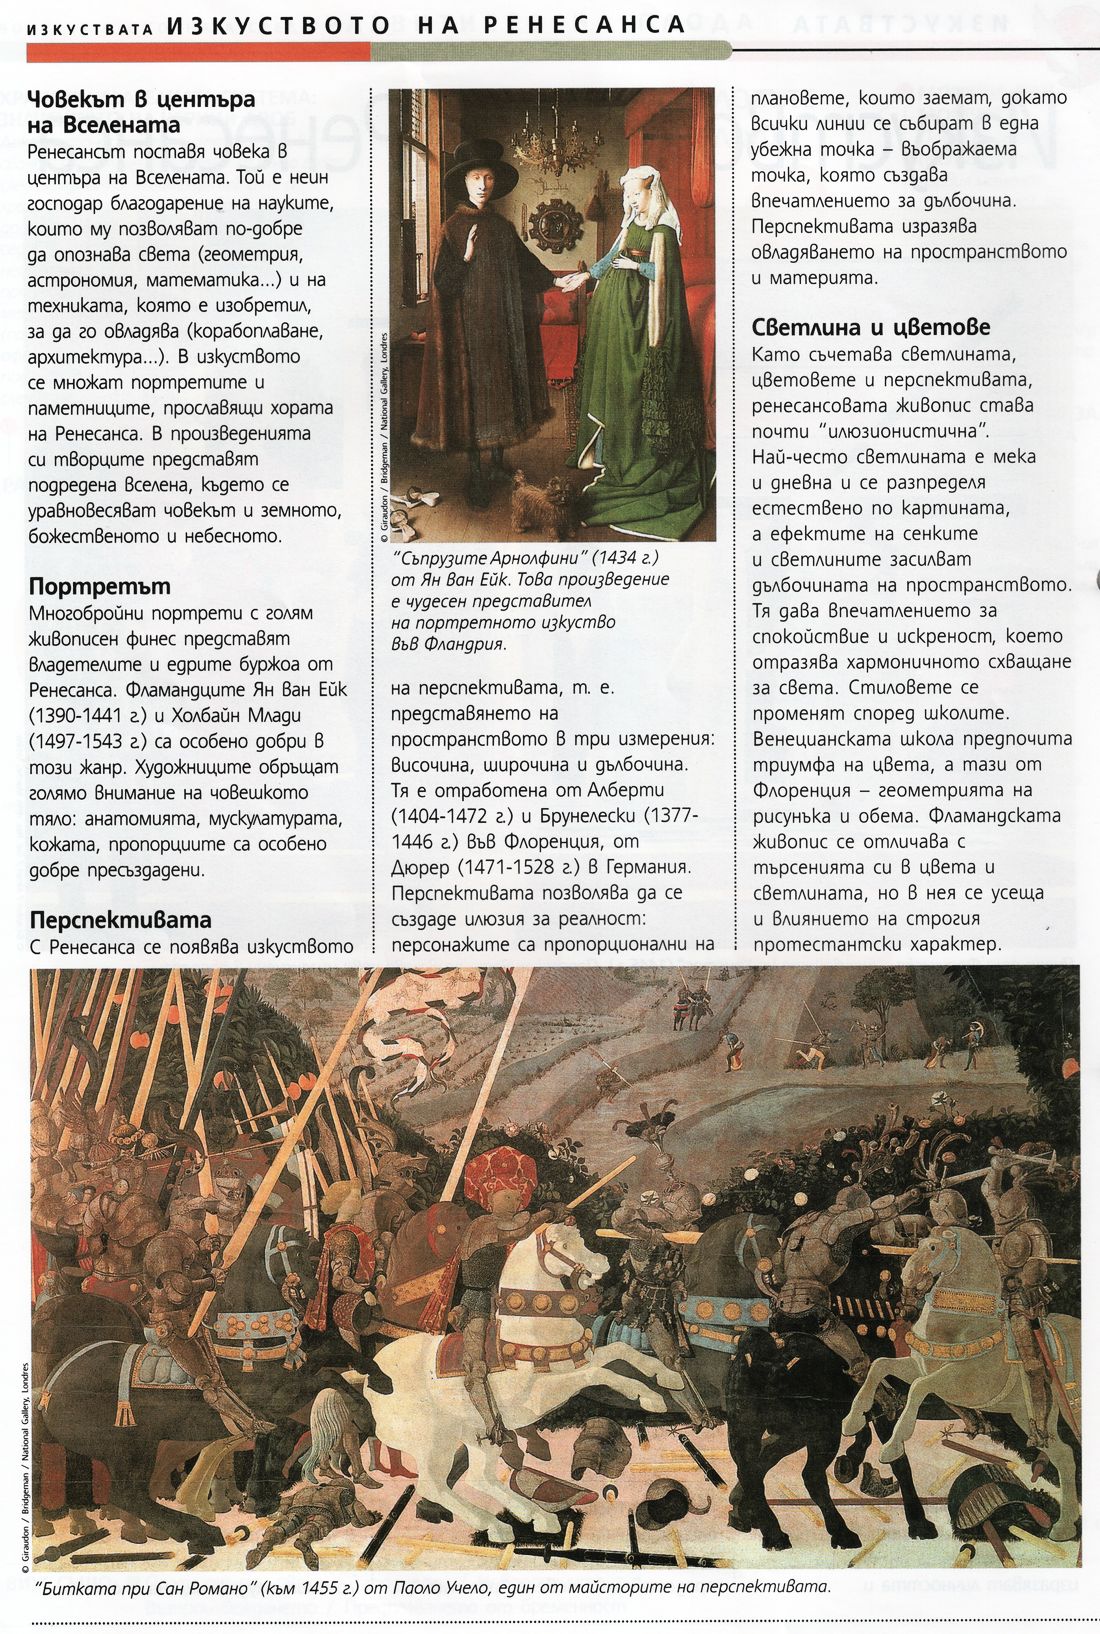 ИЗКУСТВАТА ИЗКУСТВОТО НА РЕНЕСАНСА
Човекът в центъра
на Вселената
Ренесансът поставя човека в
центъра на Вселената. Той е неин
господар благодарение на науките,
които му позволяват по-добре
да опознава света (геометрия,
астрономия, математика...) и на
техниката, която е изобретил,
за да го овладява (корабоплаване,
архитектура...). В изкуството
се множат портретите и
паметниците, прославящи хората
на Ренесанса. В произведенията
си творците представят
подредена Вселена, където се
уравновесяват човекът и земното,
божественото и небесното.
Портретът
Многобройни портрети с голям
живописен финес представят
владетелите и едрите буржоа от
Ренесанса. Фламандците Ян Ван Ейк
(1390-1441 г.) и Холбайн Млади
(1497-1543 г.) са особено добри в
този жанр. Художниците обръщат
голямо внимание на човешкото
тяло: анатомията, мускулатурата,
кожата, пропорциите са особено
добре пресъздадени.
Перспективата
С Ренесанса се появява изкуството
© Giraudon / Bridgeman / National Gallery, Londres
"Съпрузите Арнолфини" (1434 г.)
от Ян Ван Ейк. Това произведение
е чудесен представител
на портретното изкуство
във Фландрия.
на перспективата, т. е.
представянето на
пространството в три измерения:
височина, широчина и дълбочина.
Тя е отработена от Алберти
(1404-1472 г.) и Брунелески (1377-
1446 г.) във Флоренция, от
Дюрер (1471-1528 г.) в Германия.
Перспективата позволява да се
създаде илюзия за реалност:
персонажите са пропорционални на
плановете, които заемат, докато
всички линии се събират в една
убежна точка – въображаема
точка, която създава
впечатлението за дълбочина.
Перспективата изразява
овладяването на пространството
и материята.
Светлина и цветове
Като съчетава светлината,
цветовете и перспективата,
ренесансовата живопис става
почти "илюзионистична".
Най-често светлината е мека
и дневна и се разпределя
естествено по картината,
а ефектите на сенките
и светлините засилват
дълбочината на пространството.
Тя дава впечатлението за
спокойствие и искреност, което
отразява хармоничното схващане
за света. Стиловете се
променят според школите.
Венецианската школа предпочита
триумфа на цвета, а тази от
Флоренция – геометрията на
рисунъка и обема. Фламандската
живопис се отличава с
търсенията си в цвета и
светлината, но в нея се усеща
и влиянието на строгия
протестантски характер.
© Giraudon / Bridgeman / National Gallery, Londres
"Битката при Сан Романо" (към 1455 г.) от Паоло Учело, един от майсторите на перспективата.